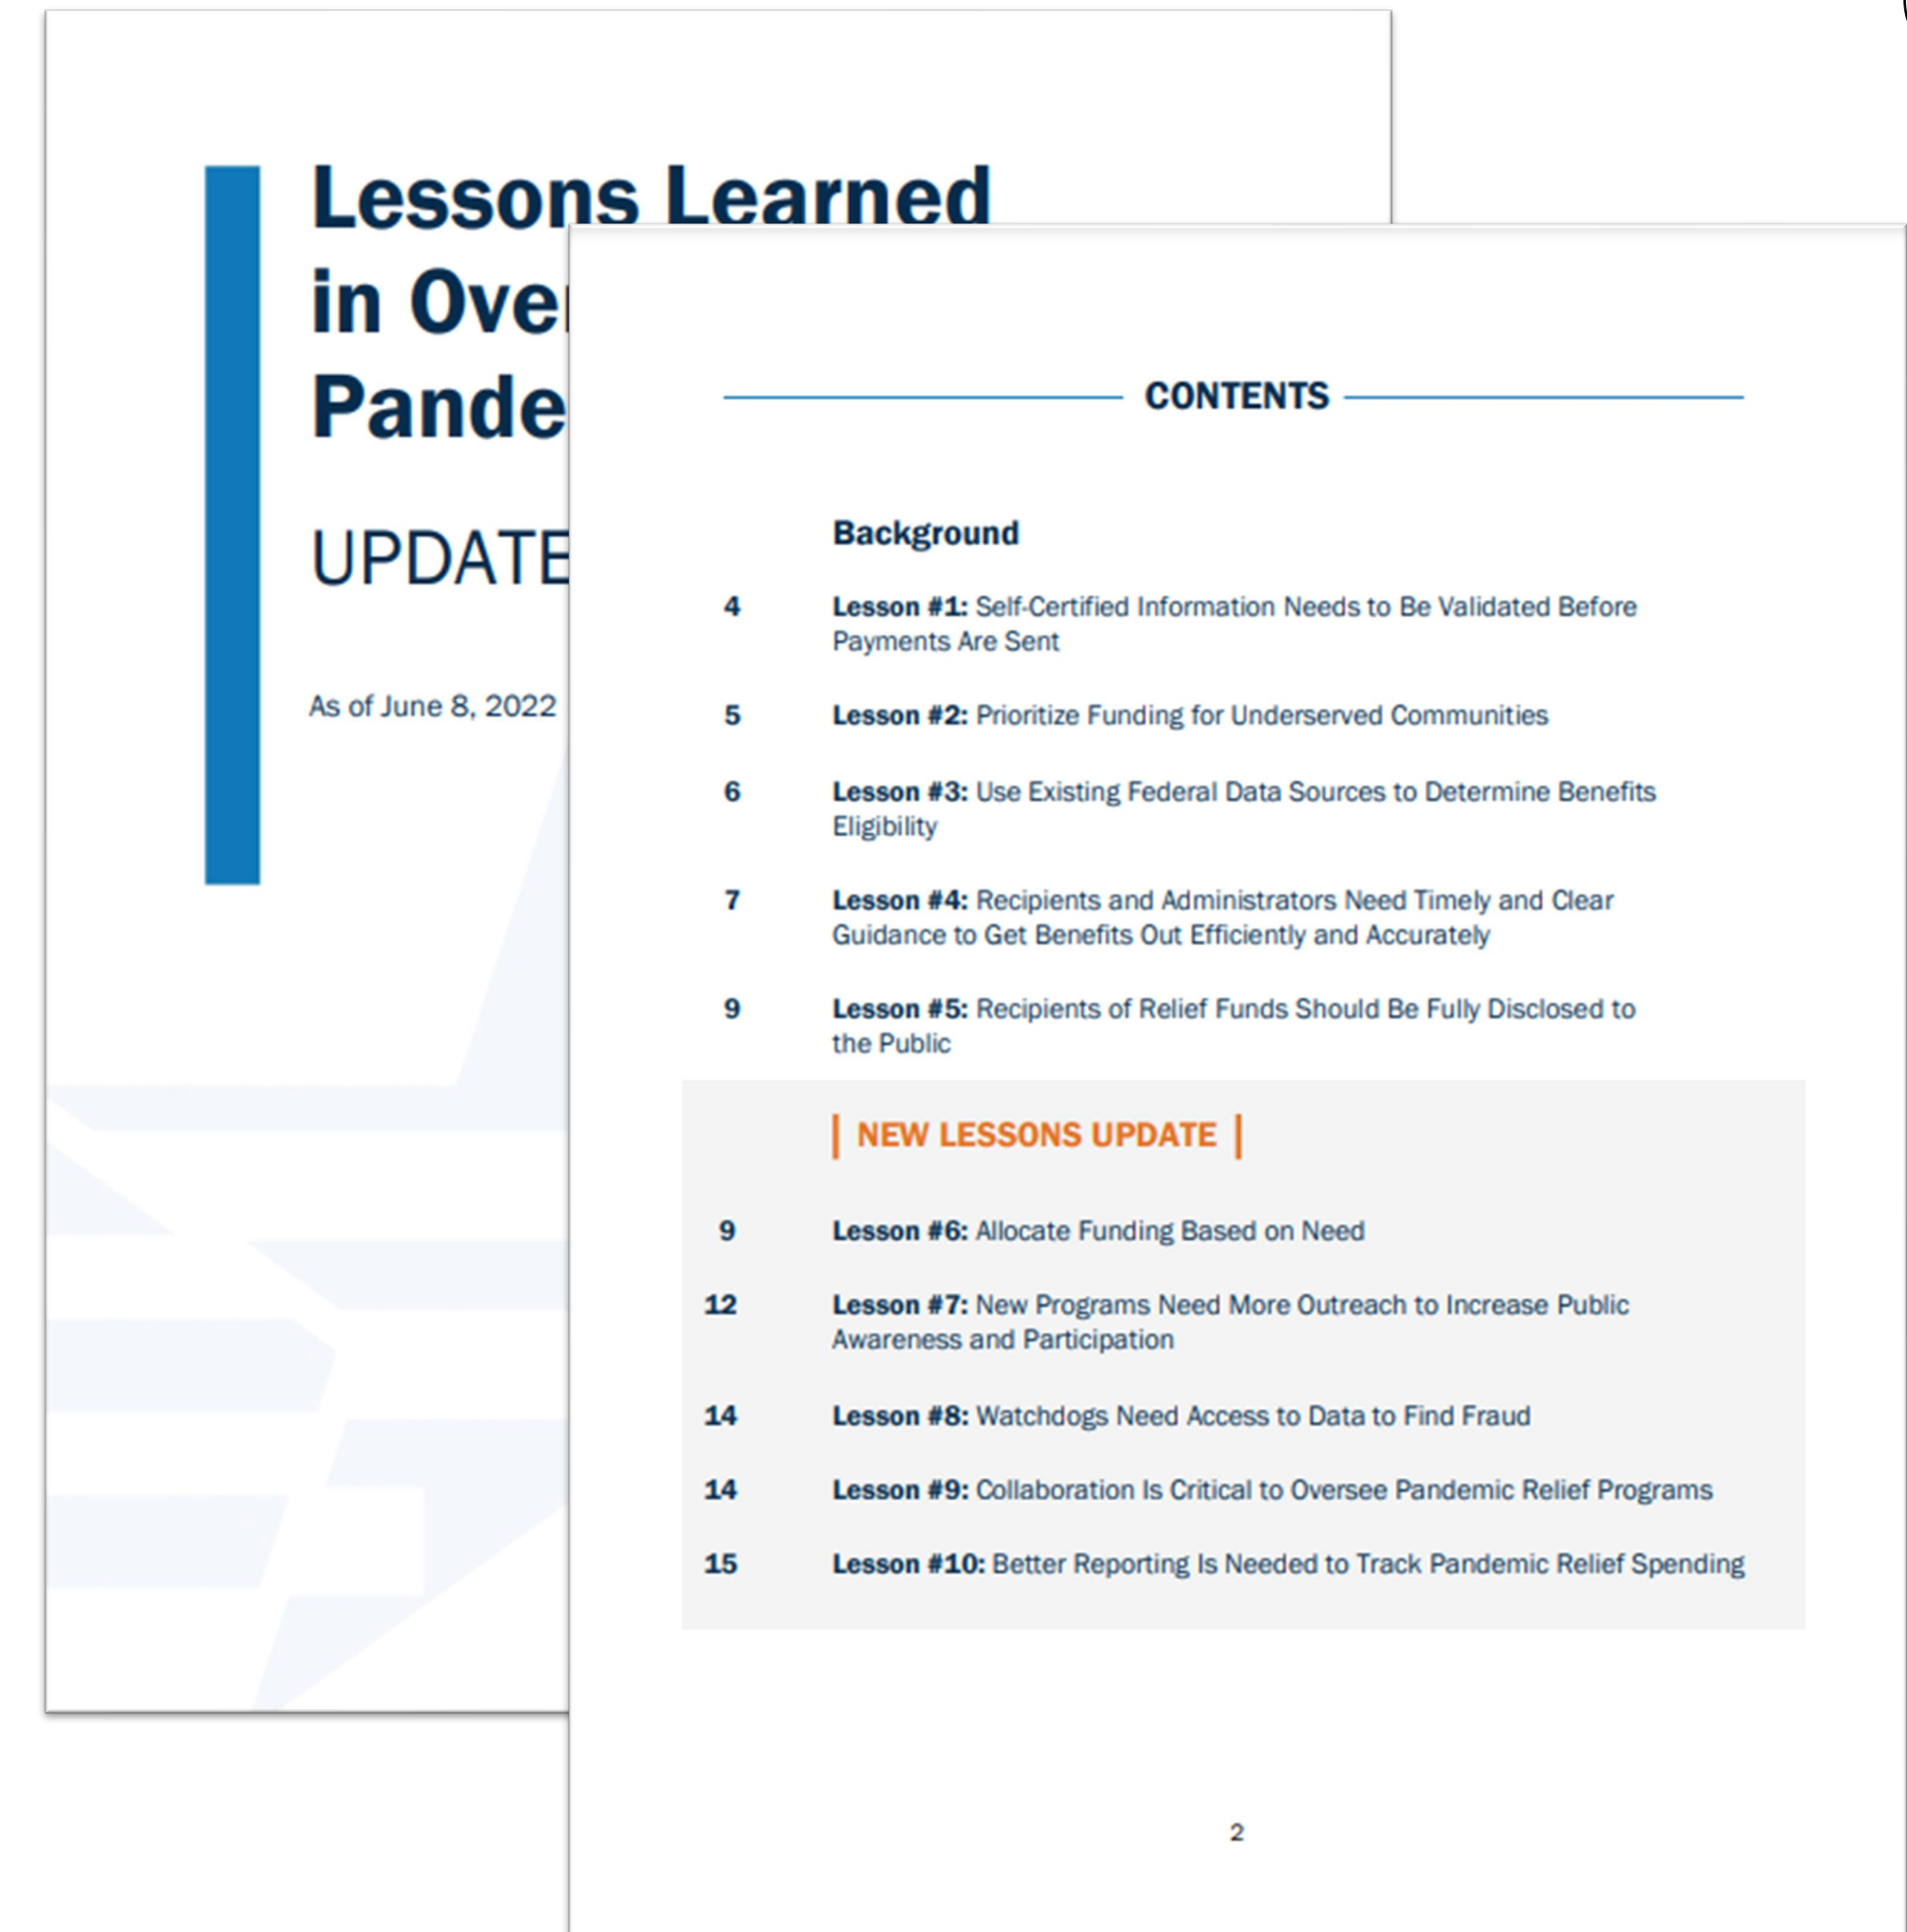 Lessons Learned
in Over
Pande
UPDATE
As of June 8, 2022
CONTENTS
Background
4 Lesson #1: Self-Certified Information Needs to Be Validated Before
Payments Are Sent
5 Lesson #2: Prioritize Funding for Underserved Communities
6 Lesson #3: Use Existing Federal Data Sources to Determine Benefits
Eligibility
7 Lesson #4: Recipients and Administrators Need Timely and Clear
Guidance to Get Benefits Out Efficiently and Accurately
9 Lesson #5: Recipients of Relief Funds Should Be Fully Disclosed to
the Public
| NEW LESSONS UPDATE |
9 Lesson #6: Allocate Funding Based on Need
12 Lesson #7: New Programs Need More Outreach to Increase Public
Awareness and Participation
14 Lesson #8: Watchdogs Need Access to Data to Find Fraud
14 Lesson #9: Collaboration Is Critical to Oversee Pandemic Relief Programs
15 Lesson #10: Better Reporting Is Needed to Track Pandemic Relief Spending
2